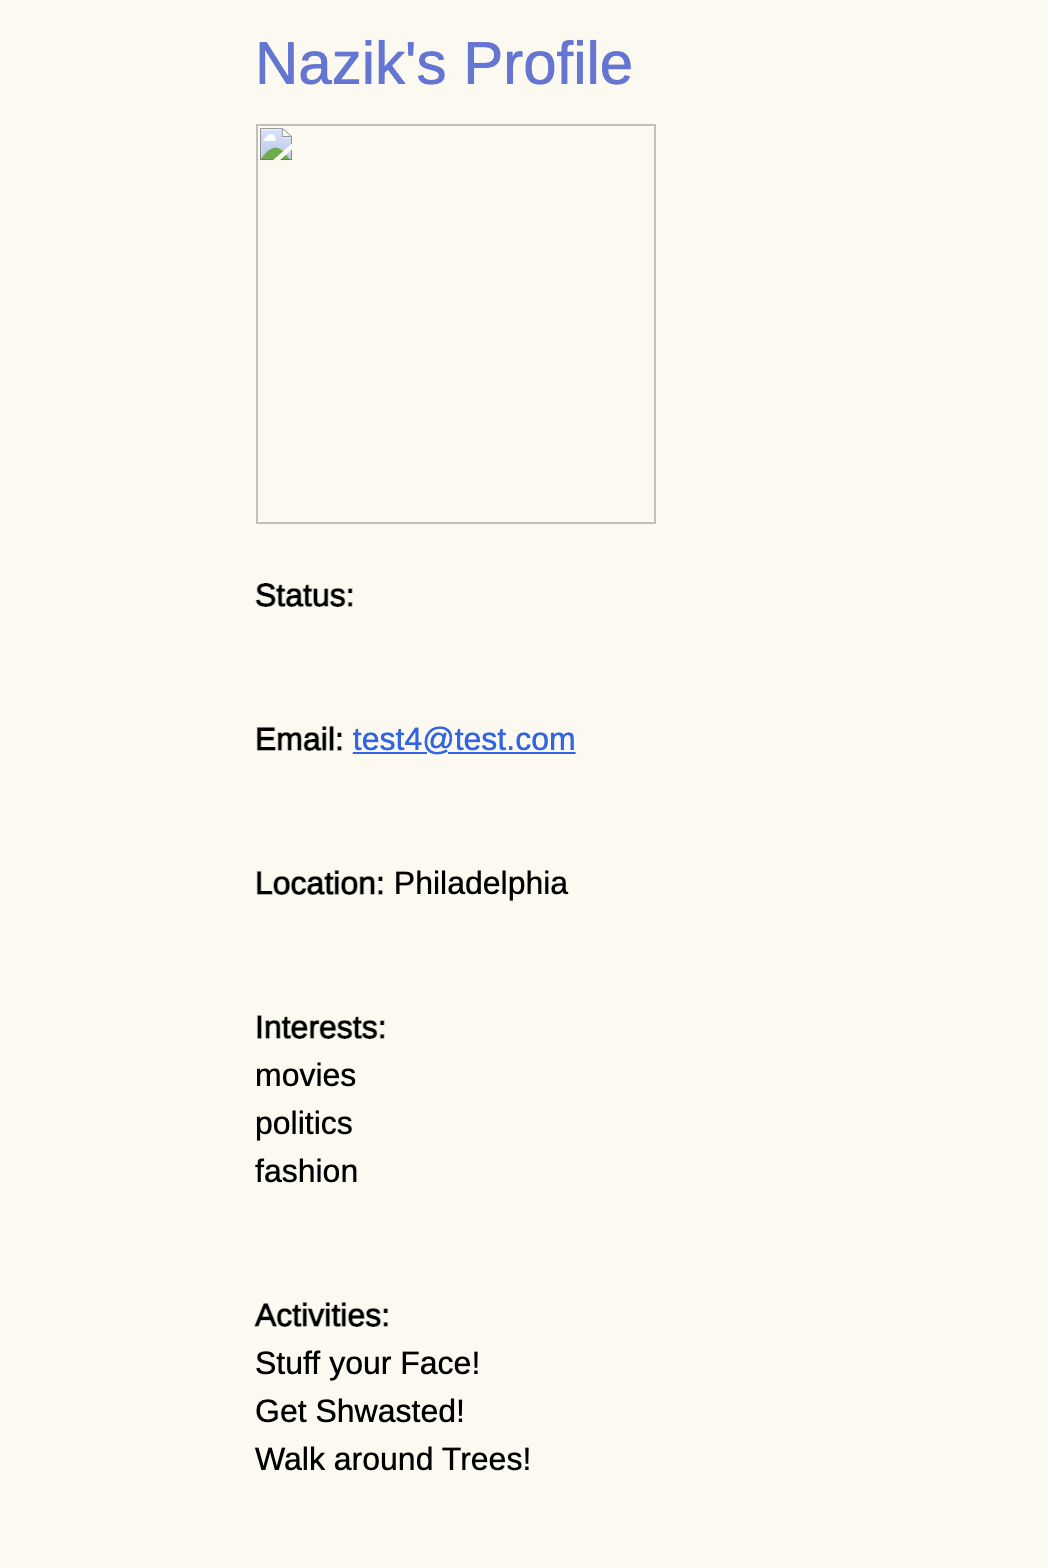 Nazik's Profile
Status:
Email: test4@test.com
Location: Philadelphia
Interests:
movies
politics
fashion
Activities:
Stuff your Face!
Get Shwasted!
Walk around Trees!